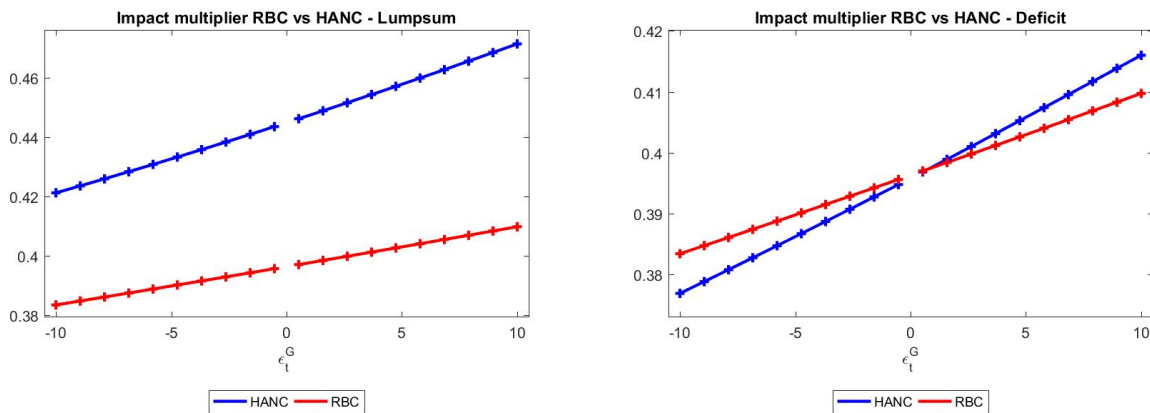 Impact multiplier RBC vs HANC - Lumpsum
0.46
0.44
0.42
0.4
0.38
-10 -5 0 5 10
ϵ_t^G
HANC RBC
Impact multiplier RBC vs HANC - Deficit
0.42
0.41
0.4
0.39
0.38
-10 -5 0 5 10
ϵ_t^G
HANC RBC